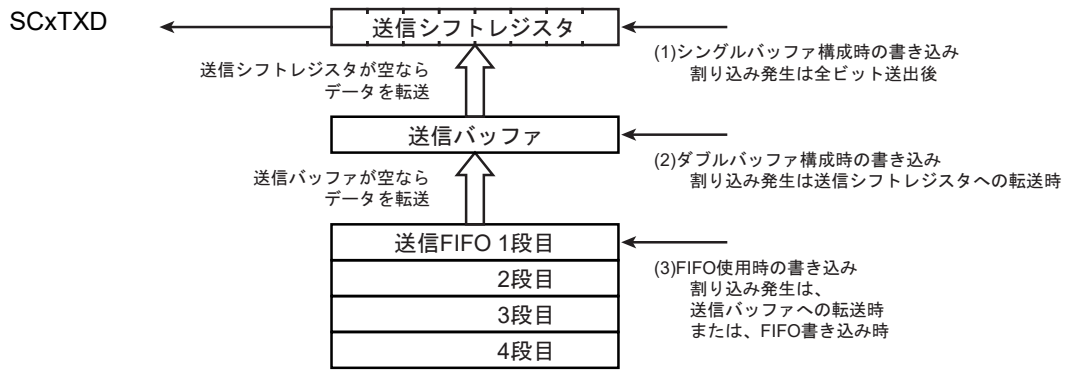 SCxTXD
送信シフトレジスタ
(1)シングルバッファ構成時の書き込み
割り込み発生は全ビット送出後
送信シフトレジスタが空なら
データを転送
送信バッファ
(2)ダブルバッファ構成時の書き込み
割り込み発生は送信シフトレジスタへの転送時
送信バッファが空なら
データを転送
送信FIFO 1段目
2段目
3段目
4段目
(3)FIFO使用時の書き込み
割り込み発生は、
送信バッファへの転送時
または、FIFO書き込み時